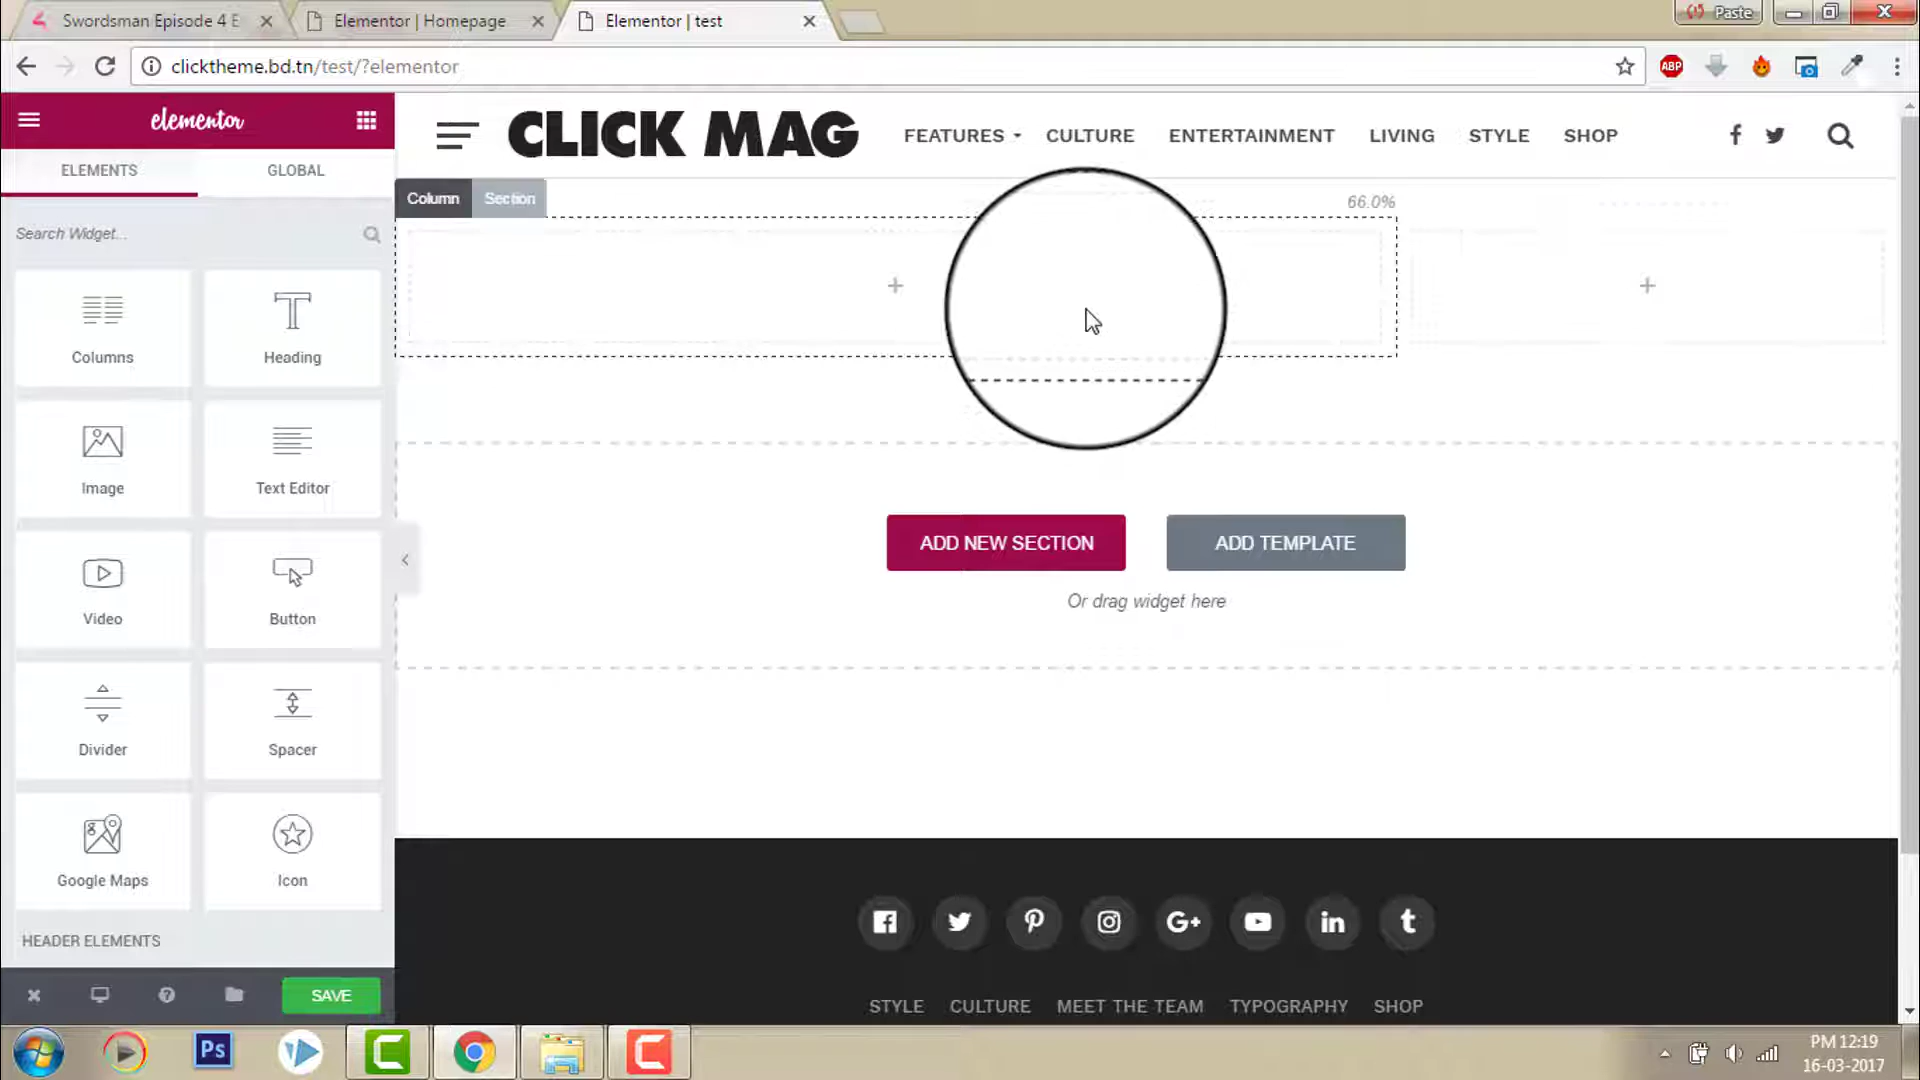 Swordsman Episode 4 E
Elementor | Homepage
Elementor | test
Paste
clicktheme.bd.tn/test/?elementor
ABP
elementor
ELEMENTS
GLOBAL
Search Widget...
Columns
Heading
Image
Text Editor
Video
Button
Divider
Spacer
Google Maps
Icon
HEADER ELEMENTS
SAVE
CLICK MAG
FEATURES
CULTURE
ENTERTAINMENT
LIVING
STYLE
SHOP
Column
Section
66.0%
ADD NEW SECTION
ADD TEMPLATE
Or drag widget here
STYLE
CULTURE
MEET THE TEAM
TYPOGRAPHY
SHOP
Ps
PM 12:19
16-03-2017